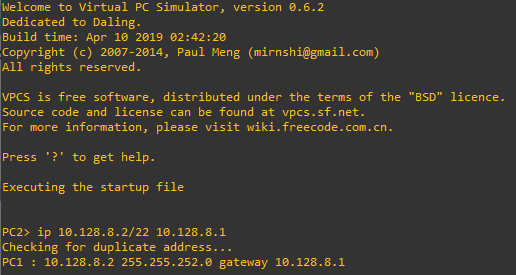 Welcome to Virtual PC Simulator, version 0.6.2
Dedicated to Daling.
Build time: Apr 10 2019 02:42:20
Copyright (c) 2007-2014, Paul Meng (mirnshi@gmail.com)
All rights reserved.
VPCS is free software, distributed under the terms of the "BSD" licence.
Source code and license can be found at vpcs.sf.net.
For more information, please visit wiki.freecode.com.cn.
Press '?' to get help.
Executing the startup file
PC2> ip 10.128.8.2/22 10.128.8.1
Checking for duplicate address...
PC1 : 10.128.8.2 255.255.252.0 gateway 10.128.8.1